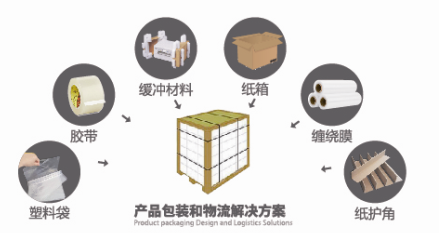 缓冲材料
纸箱
胶带
缠绕膜
塑料袋
纸护角
产品包装和物流解决方案
Product packaging Design and Logistics Solutions